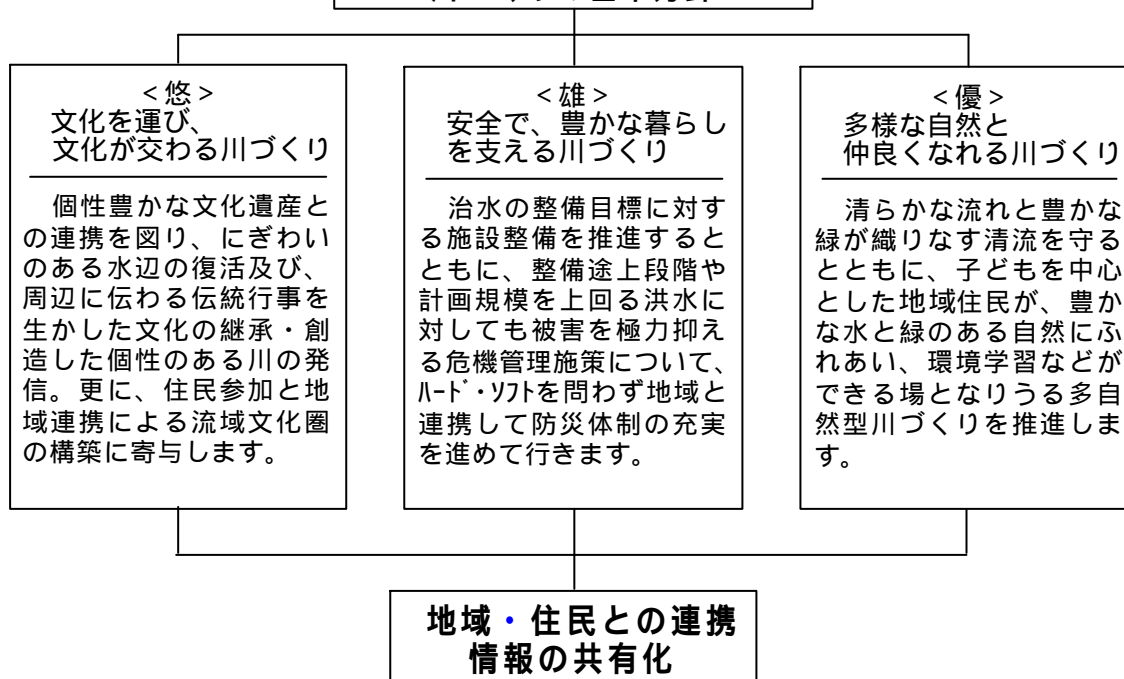 <悠>
文化を運び、
文化が交わる川づくり
個性豊かな文化遺産と
の連携を図り、にぎわい
のある水辺の復活及び、
周辺に伝わる伝統行事を
生かした文化の継承・創
造した個性のある川の発
信。更に、住民参加と地
域連携による流域文化圏
の構築に寄与します。
<雄>
安全で、豊かな暮らし
を支える川づくり
治水の整備目標に対す
る施設整備を推進すると
ともに、整備途上段階や
計画規模を上回る洪水に
対しても被害を極力抑え
る危機管理施策について、
ﾊｰﾄﾞ・ｿﾌﾄを問わず地域と
連携して防災体制の充実
を進めて行きます。
<優>
多様な自然と
仲良くなれる川づくり
清らかな流れと豊かな
緑が織りなす清流を守る
とともに、子どもを中心
とした地域住民が、豊か
な水と緑のある自然にふ
れあい、環境学習などが
できる場となりうる多自
然型川づくりを推進しま
す。
地域・住民との連携
情報の共有化